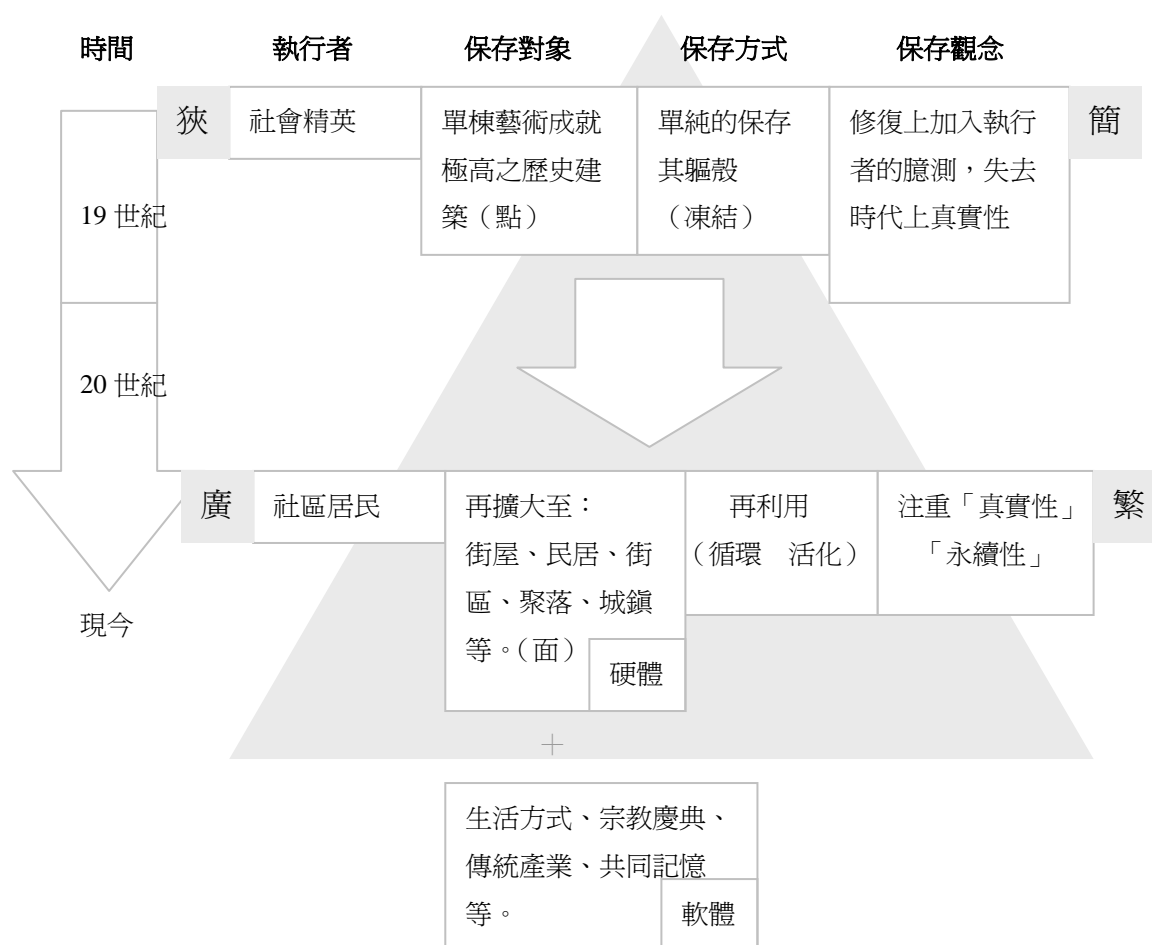 時間 執行者 保存對象 保存方式 保存觀念
狹
社會精英
單棟藝術成就
極高之歷史建
築（點）
單純的保存
其軀殼
（凍結）
修復上加入執行
者的臆測，失去
時代上真實性
簡
19 世紀
20 世紀
廣
社區居民
再擴大至：
街屋、民居、街
區、聚落、城鎮
等。（面）
硬體
再利用
（循環　活化）
注重「真實性」
「永續性」
繁
現今
＋
生活方式、宗教慶典、
傳統產業、共同記憶
等。
軟體